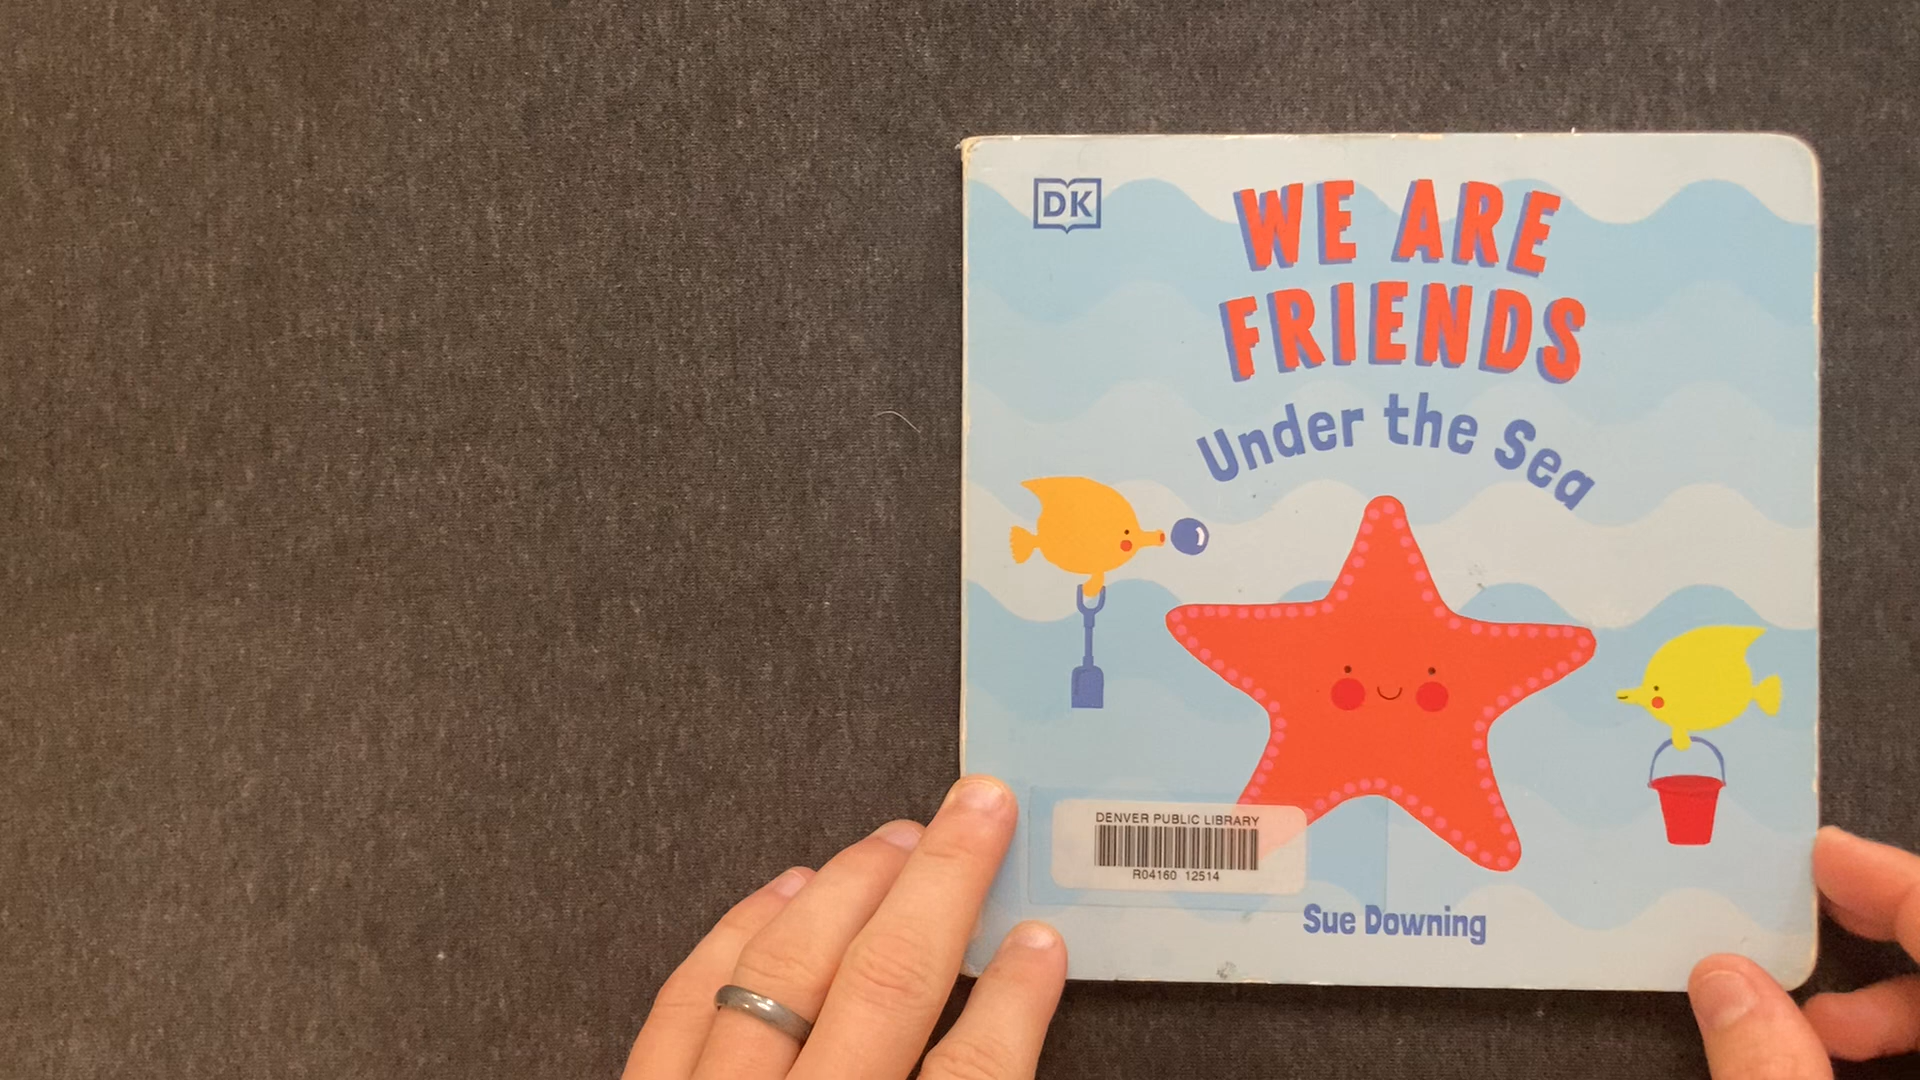 DK
WE ARE
FRIENDS
Under the Sea
DENVER PUBLIC LIBRARY
R04160 12514
Sue Downing